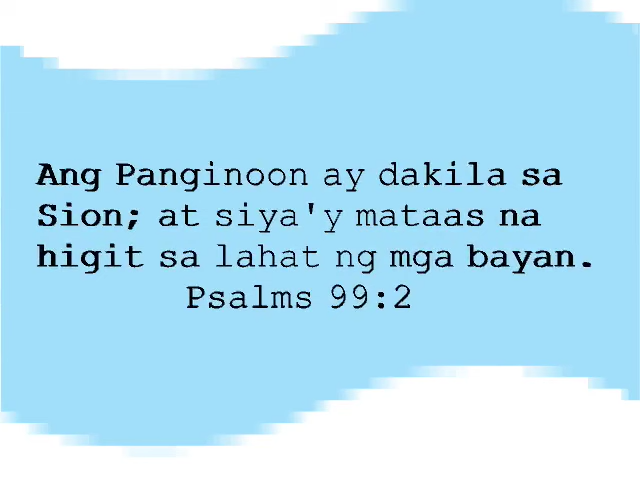 Ang Panginoon ay dakila sa
Sion; at siya'y mataas na
higit sa lahat ng mga bayan.
Psalms 99:2